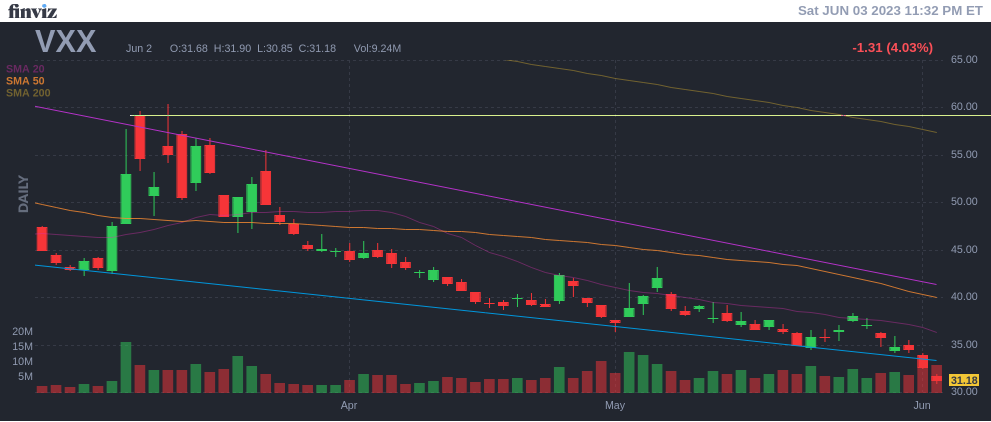 finviz
Sat JUN 03 2023 11:32 PM ET
VXX
Jun 2 O:31.68 H:31.90 L:30.85 C:31.18 Vol:9.24M
-1.31 (4.03%)
SMA 20
SMA 50
SMA 200
DAILY
65.00
60.00
55.00
50.00
45.00
40.00
35.00
31.18
30.00
20M
15M
10M
5M
Apr
May
Jun